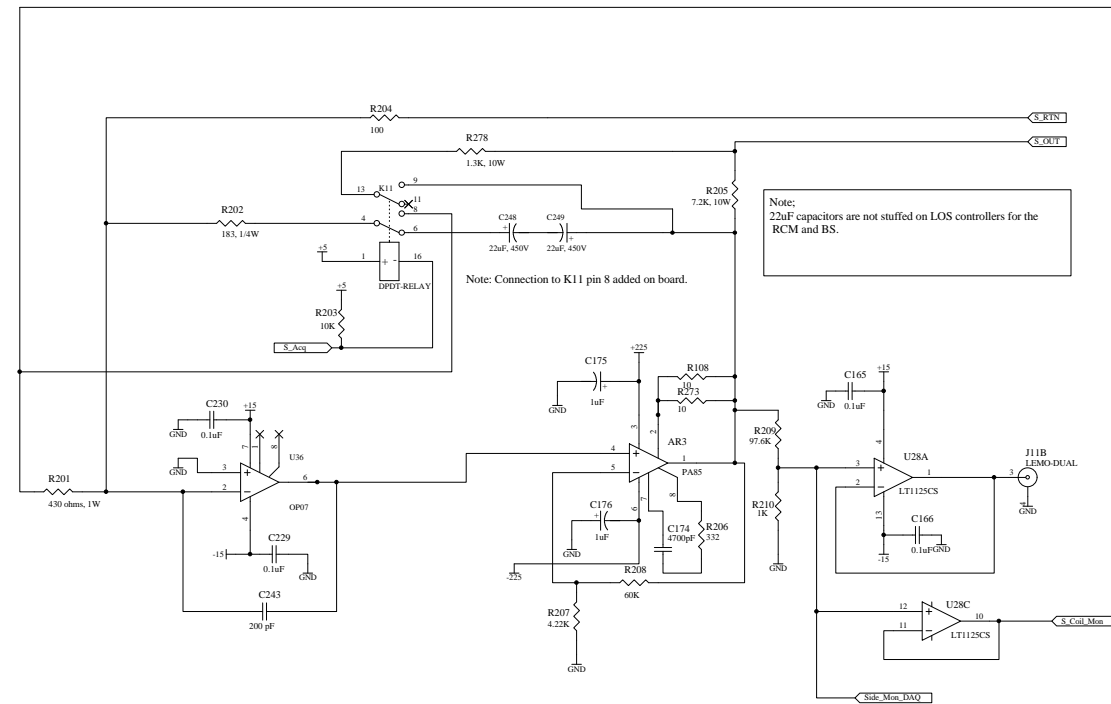 R204
100
S_RTN
R278
1.3K, 10W
S_OUT
K11
13
9
11
8
R205
7.2K, 10W
Note;
22uF capacitors are not stuffed on LOS controllers for the
RCM and BS.
R202
183, 1/4W
4
6
C248
+
22uF, 450V
C249
+
22uF, 450V
+5
1
+ -
16
DPDT-RELAY
Note: Connection to K11 pin 8 added on board.
+5
R203
10K
S_Acq
+225
C175
+
1uF
GND
R108
10
R273
10
C165
0.1uF
GND
+15
C230
0.1uF
GND
+15
GND
7
1
8
U36
3
+
2
-
6
OP07
4
R201
430 ohms, 1W
-15
C229
0.1uF
GND
C243
200 pF
3
2
AR3
4
+
5
-
1
PA85
6
7
8
C176
+
1uF
GND
-225
C174
4700pF
R206
332
R208
60K
R207
4.22K
GND
R209
97.6K
R210
1K
GND
4
U28A
3
+
2
-
1
LT1125CS
13
C166
0.1uF
GND
-15
J11B
LEMO-DUAL
3
4
GND
U28C
12
+
11
-
10
LT1125CS
S_Coil_Mon
Side_Mon_DAQ